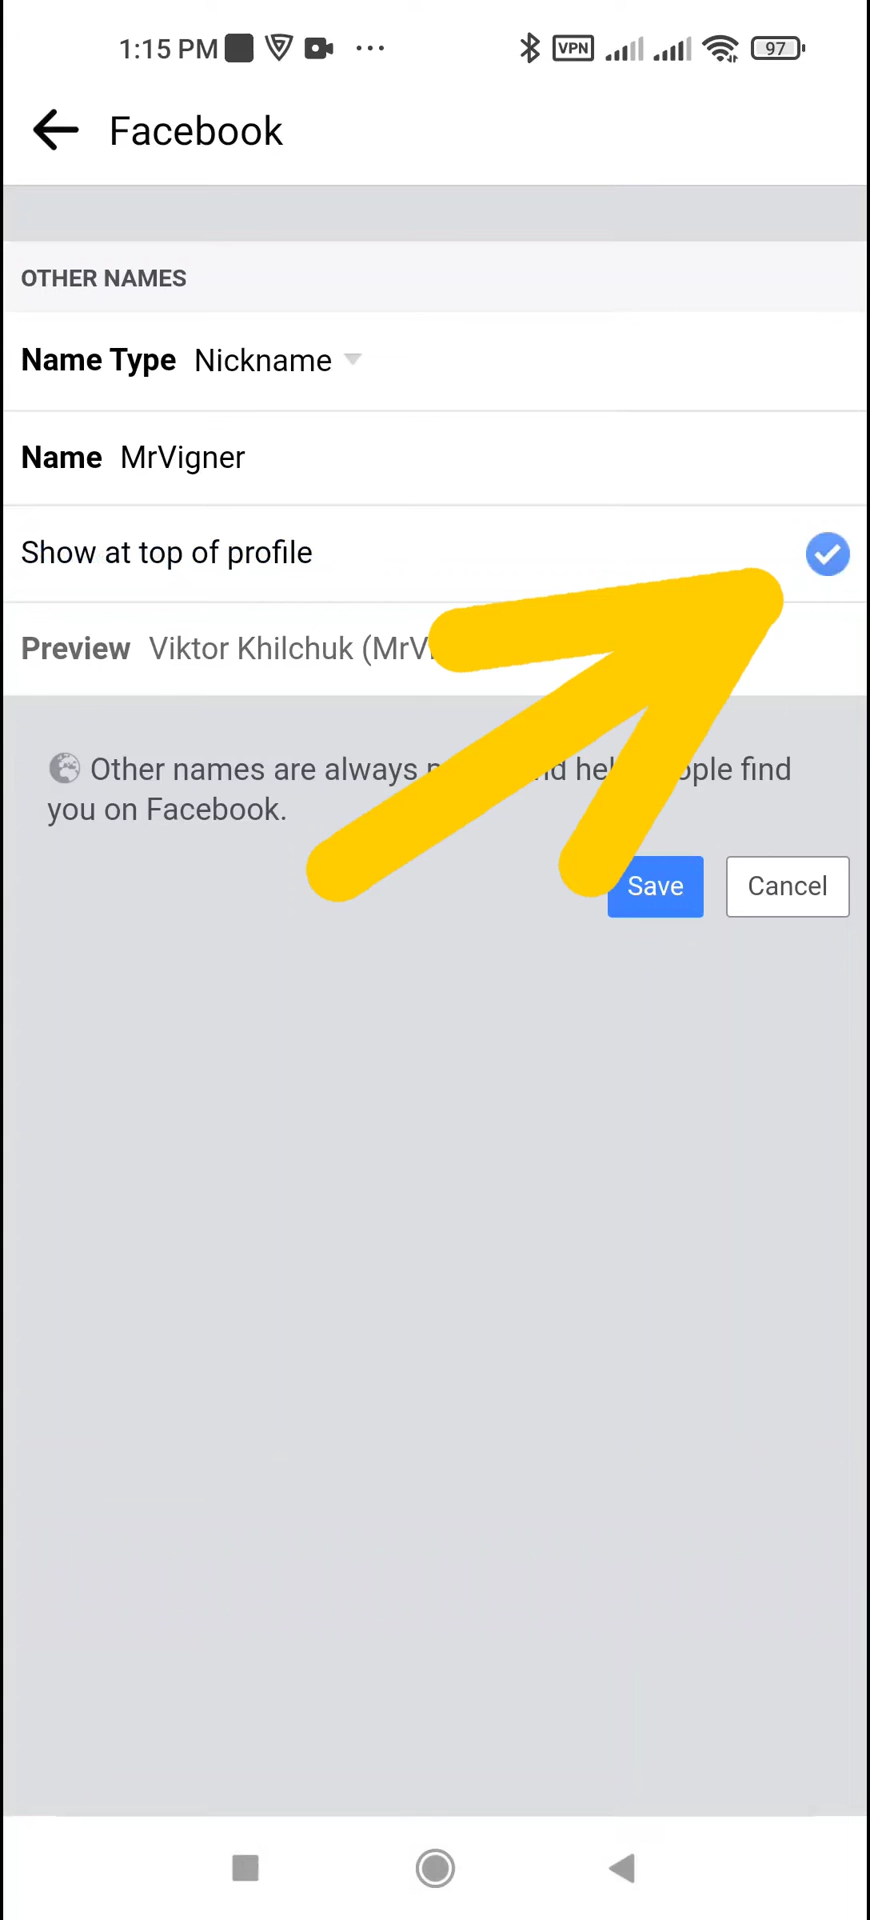 1:15 PM VPN 97
Facebook
OTHER NAMES
Name Type Nickname
Name MrVigner
Show at top of profile
Preview Viktor Khilchuk
Other names are always find
you on Facebook.
Save Cancel